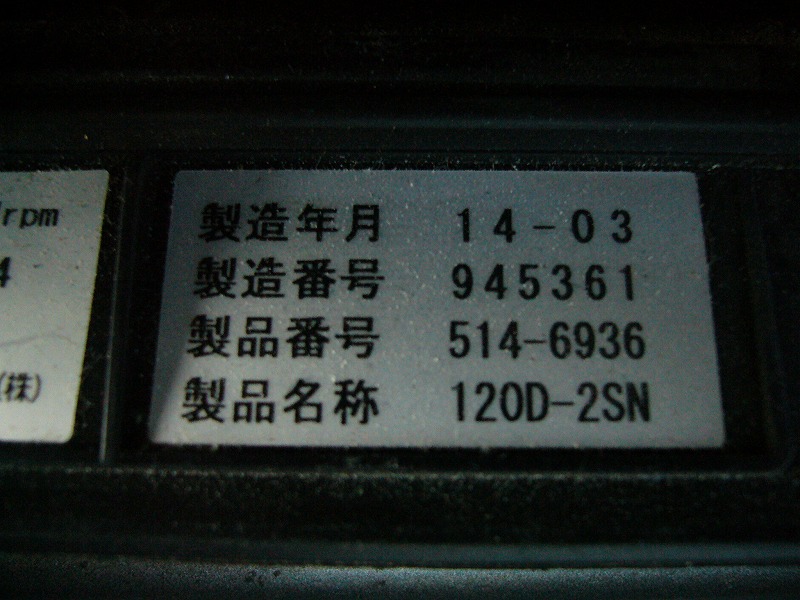 /rpm
4
(株)
製造年月 14-03
製造番号 945361
製品番号 514-6936
製品名称 120D-2SN